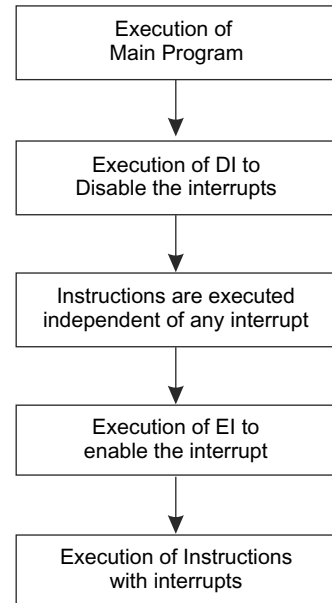 Execution of
Main Program
Execution of DI to
Disable the interrupts
Instructions are executed
independent of any interrupt
Execution of EI to
enable the interrupt
Execution of Instructions
with interrupts